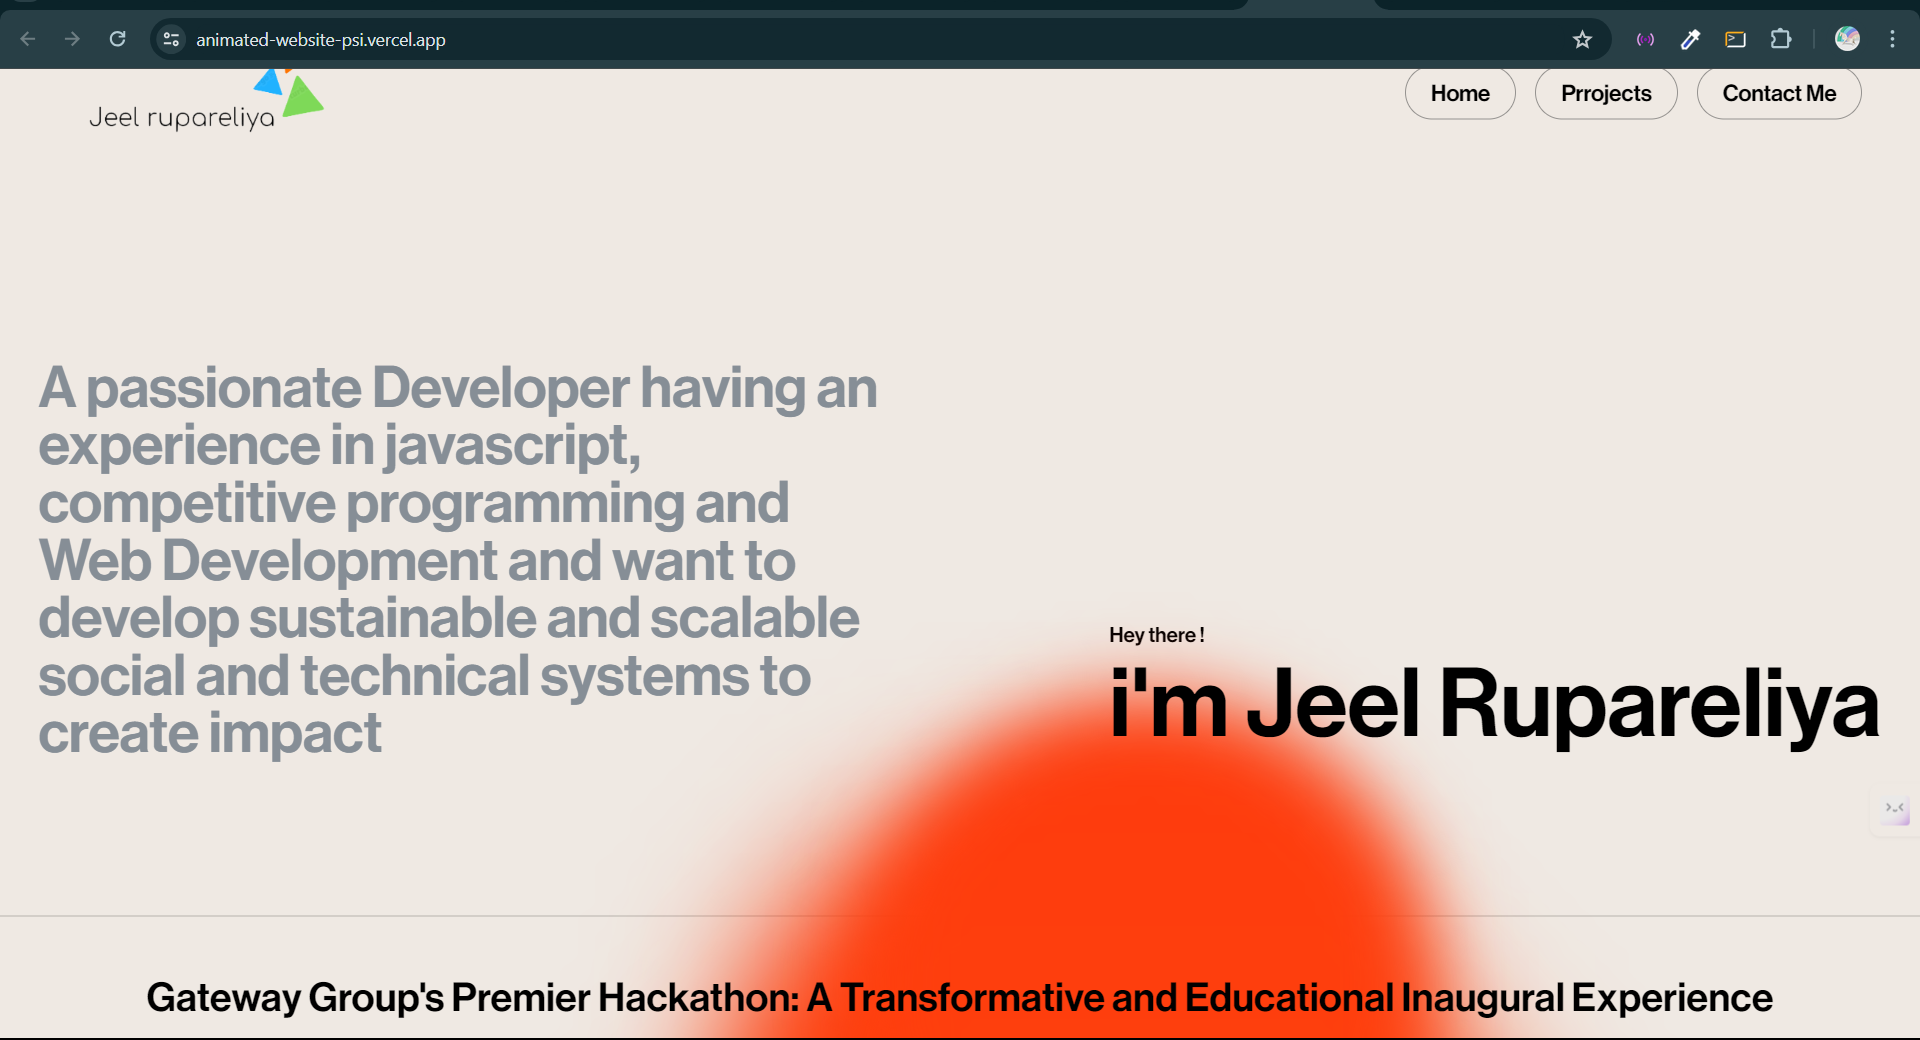 animated-website-psi.vercel.app
Jeel rupareliya
Home
Prrojects
Contact Me
A passionate Developer having an
experience in javascript,
competitive programming and
Web Development and want to
develop sustainable and scalable
social and technical systems to
create impact
Hey there !
i'm Jeel Rupareliya
Gateway Group's Premier Hackathon: A Transformative and Educational Inaugural Experience